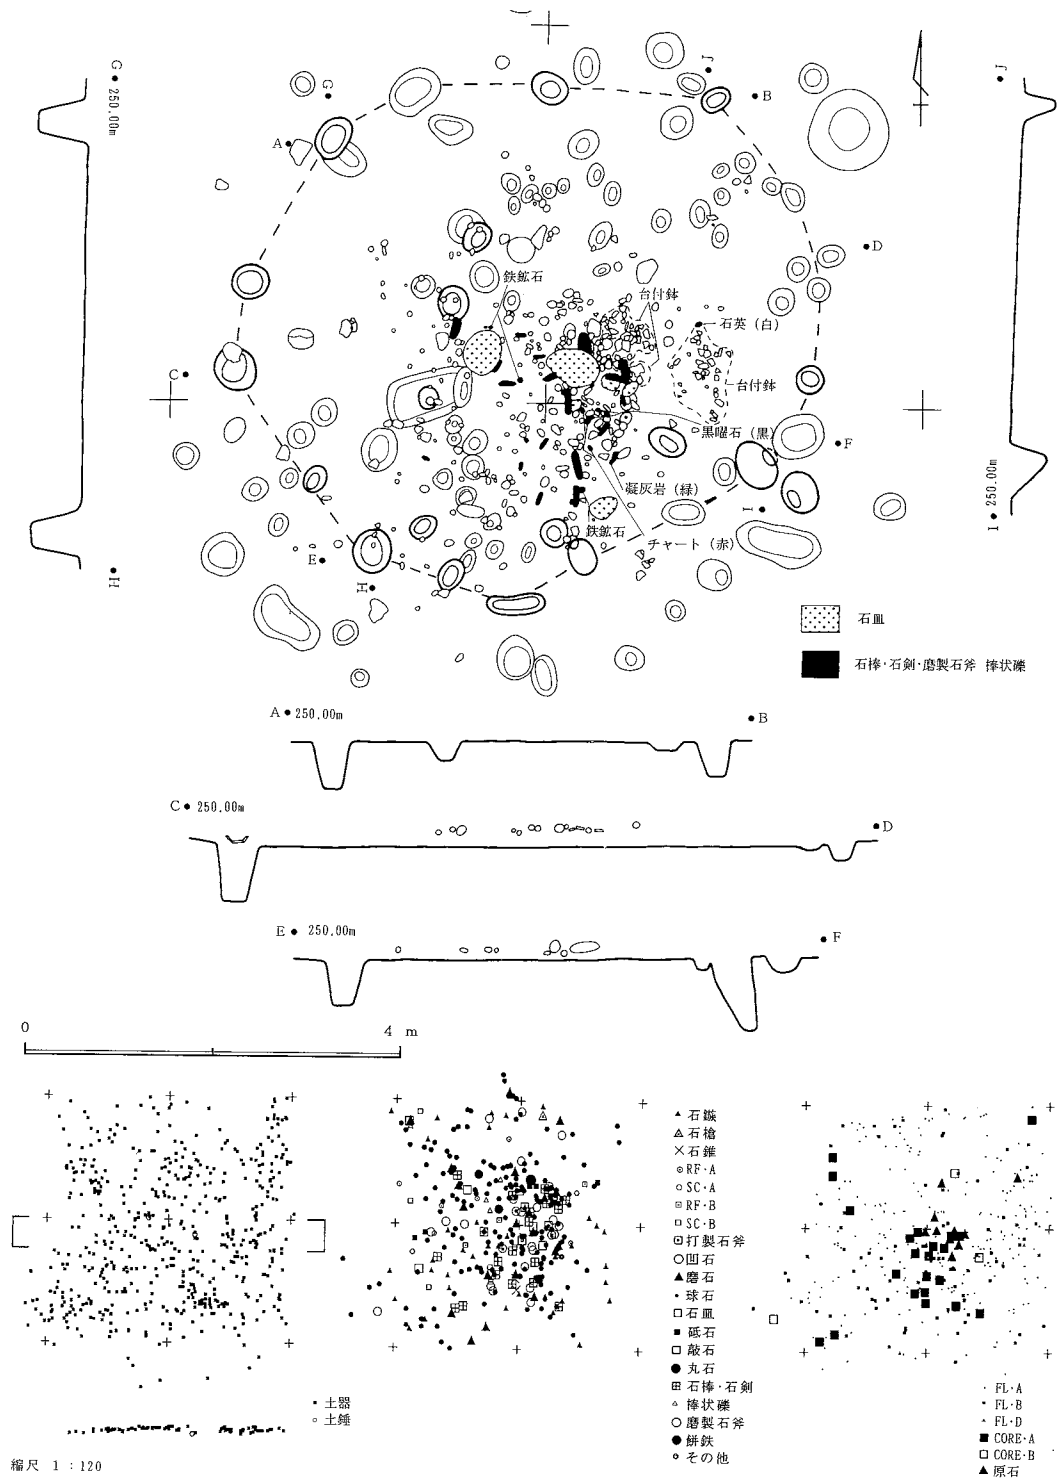 G
250.00m
G
A
J
B
J
D
鉄鉱石
台付鉢
石英（白）
台付鉢
C
黒曜石（黒）
F
凝灰岩（緑）
I
I
250.00m
鉄鉱石
チャート（赤）
E
H
H
石皿
石棒・石剣・磨製石斧 棒状礫
A
250.00m
B
C
250.00m
D
E
250.00m
F
0
4 m
石鏃
石槍
石錐
RF・A
SC・A
RF・B
SC・B
打製石斧
凹石
磨石
球石
石皿
砥石
敲石
丸石
石棒・石剣
棒状礫
磨製石斧
餅鉄
その他
土器
土錘
FL・A
FL・B
FL・D
CORE・A
CORE・B
原石
縮尺 1：120